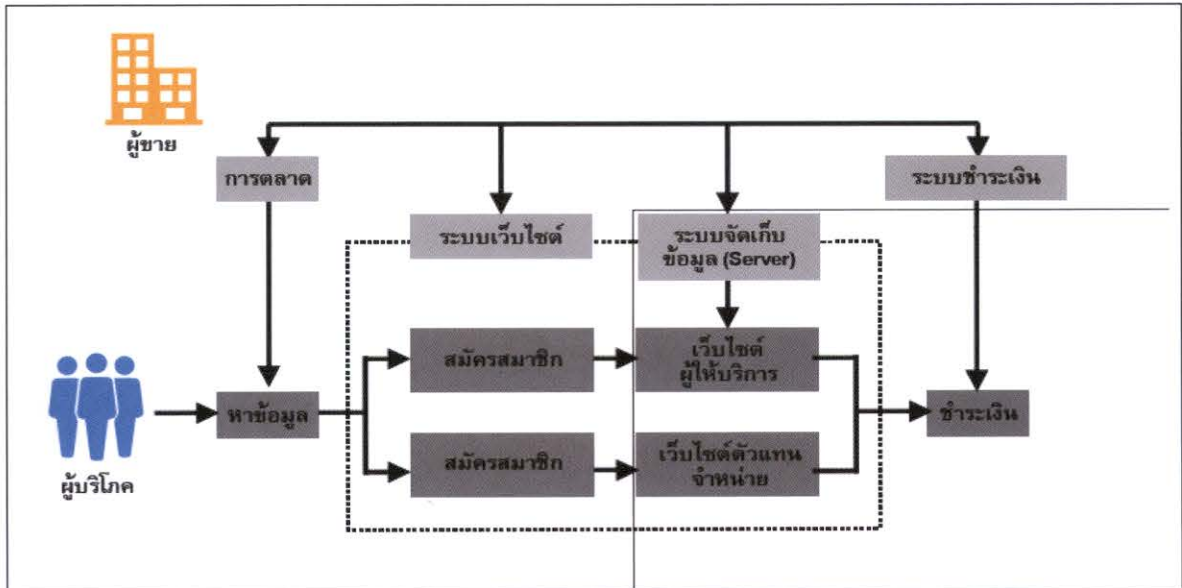 ผู้ขาย
การตลาด
ระบบชำระเงิน
ระบบเว็บไซต์
ระบบจัดเก็บ
ข้อมูล (Server)
สมัครสมาชิก
เว็บไซต์
ผู้ให้บริการ
หาข้อมูล
ชำระเงิน
สมัครสมาชิก
เว็บไซต์ตัวแทน
จำหน่าย
ผู้บริโภค